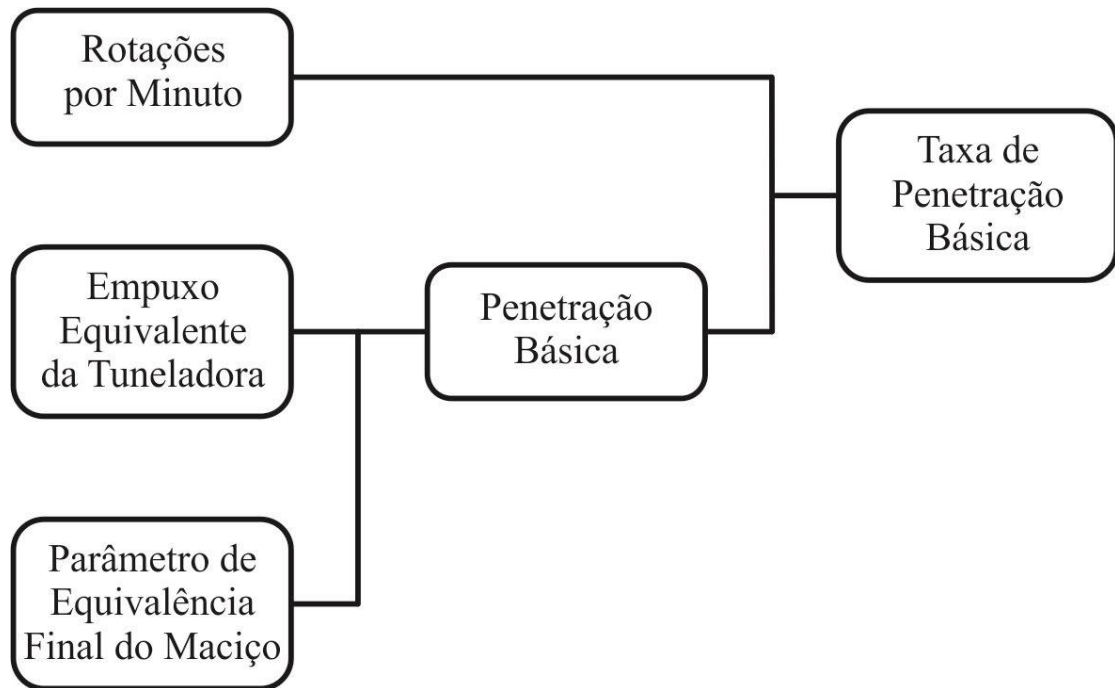 Rotações
por Minuto
Taxa de
Penetração
Básica
Empuxo
Equivalente
da Tuneladora
Penetração
Básica
Parâmetro de
Equivalência
Final do Maciço